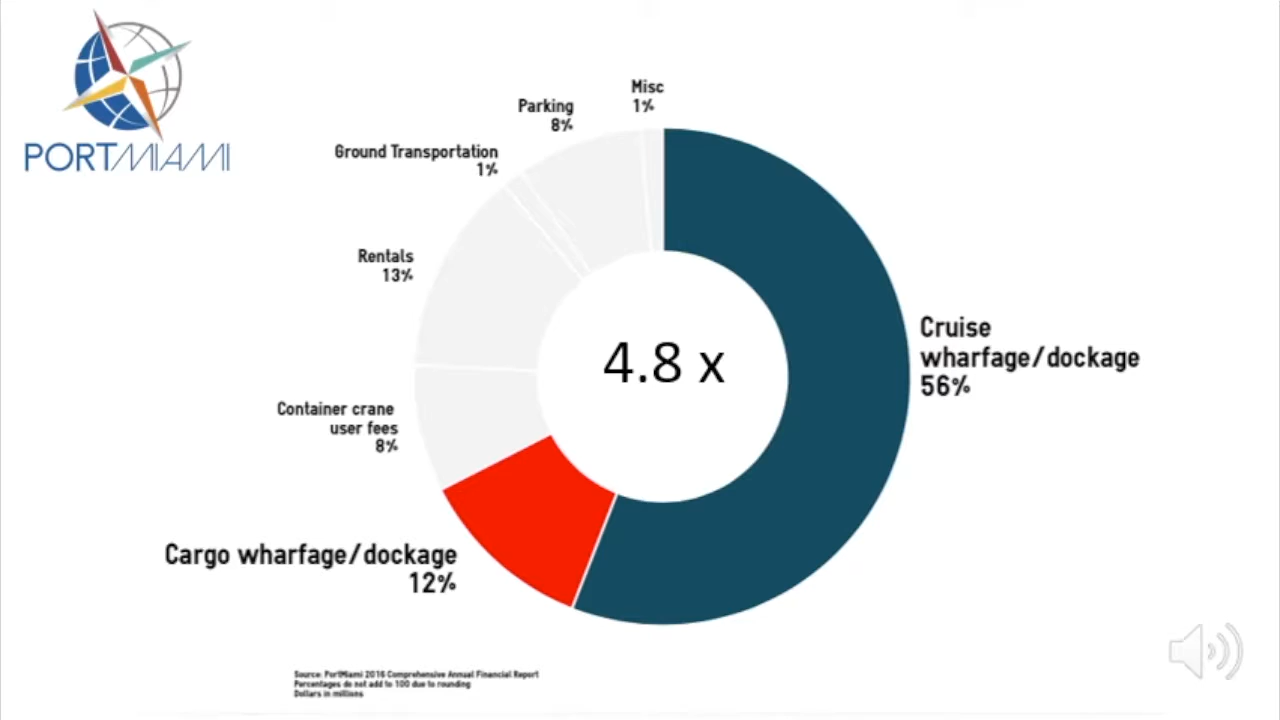 PORTMIAMI
Misc
1%
Parking
8%
Ground Transportation
1%
Rentals
13%
Container crane
user fees
8%
Cargo wharfage/dockage
12%
4.8 x
Cruise
wharfage/dockage
56%
Source: PortMiami 2016 Comprehensive Annual Financial Report
Percentages do not add to 100 due to rounding
Dollars in millions